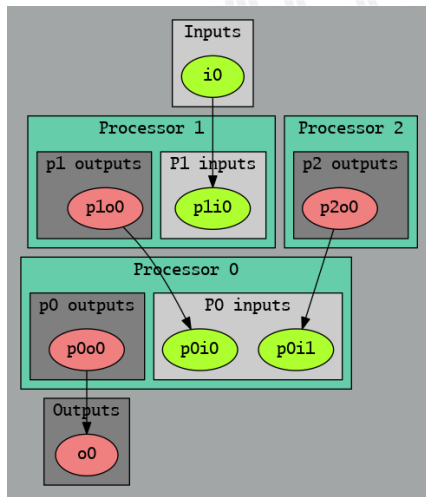 Inputs
i0
Processor 1
Processor 2
p1 outputs
P1 inputs
p2 outputs
p1o0
p1i0
p2o0
Processor 0
p0 outputs
P0 inputs
p0o0
p0i0
p0i1
Outputs
o0